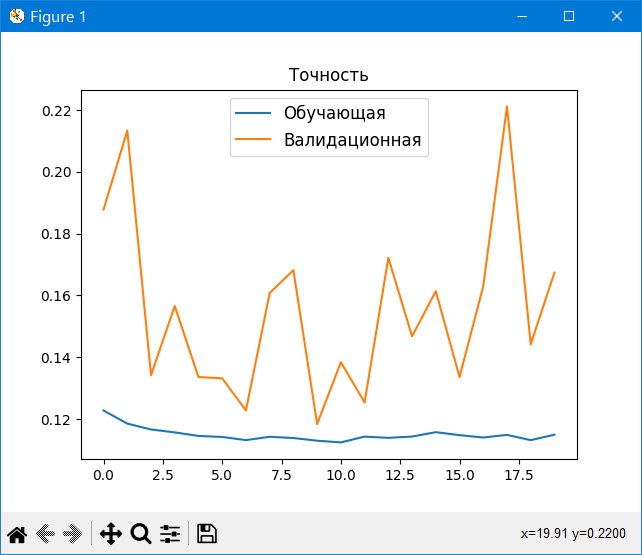 Figure 1
Точность
Обучающая
Валидационная
0.22
0.20
0.18
0.16
0.14
0.12
0.0 2.5 5.0 7.5 10.0 12.5 15.0 17.5
x=19.91 y=0.2200